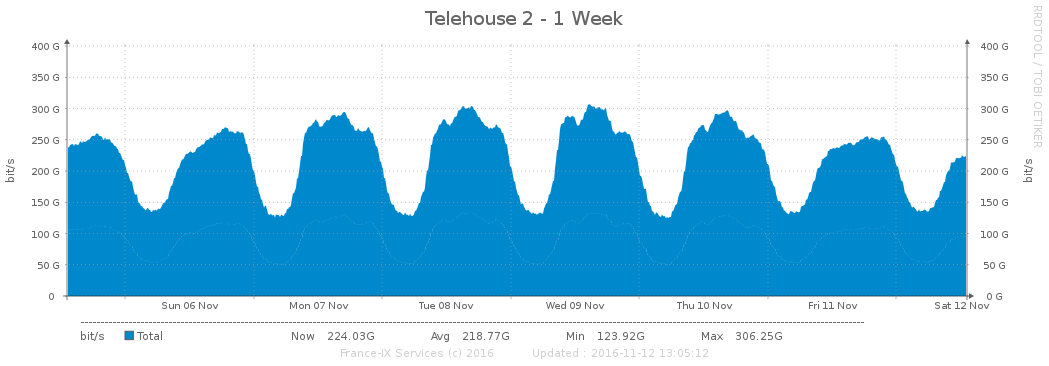 Telehouse 2 - 1 Week
RRDTOOL / TOBI OETIKER
400 G 400 G
350 G 350 G
300 G 300 G
250 G 250 G
200 G 200 G
150 G 150 G
100 G 100 G
50 G 50 G
0 0 G
bit/s bit/s
Sun 06 Nov Mon 07 Nov Tue 08 Nov Wed 09 Nov Thu 10 Nov Fri 11 Nov Sat 12 Nov
bit/s Total Now 224.03G Avg 218.77G Min 123.92G Max 306.25G
France-IX Services (c) 2016 Updated : 2016-11-12 13:05:12